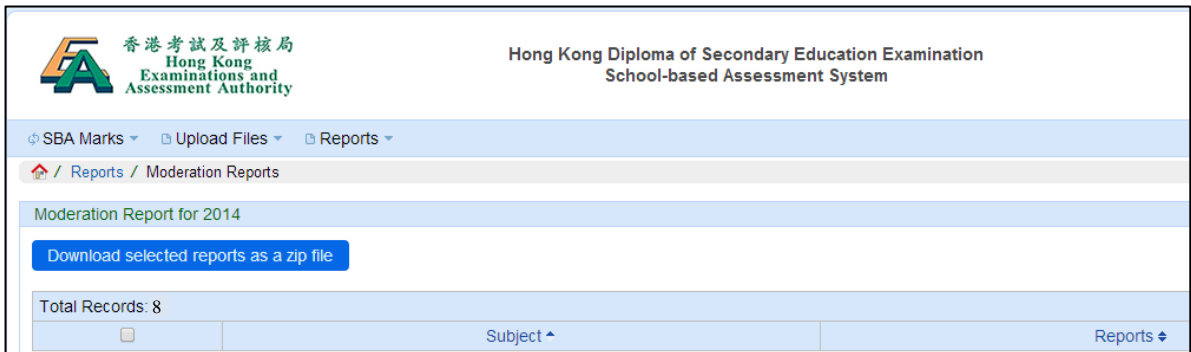 香港考試及評核局
Hong Kong
Examinations and
Assessment Authority
Hong Kong Diploma of Secondary Education Examination
School-based Assessment System
SBA Marks
Upload Files
Reports
/ Reports / Moderation Reports
Moderation Report for 2014
Download selected reports as a zip file
Total Records: 8
Subject
Reports